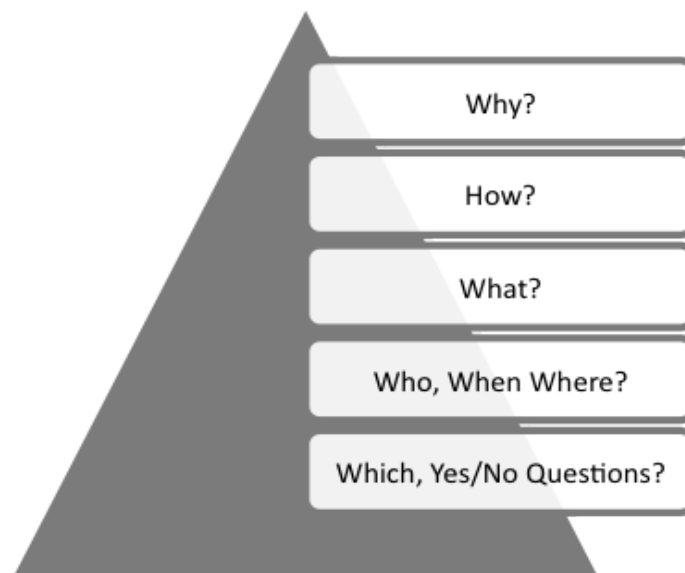 Why?
How?
What?
Who, When Where?
Which, Yes/No Questions?